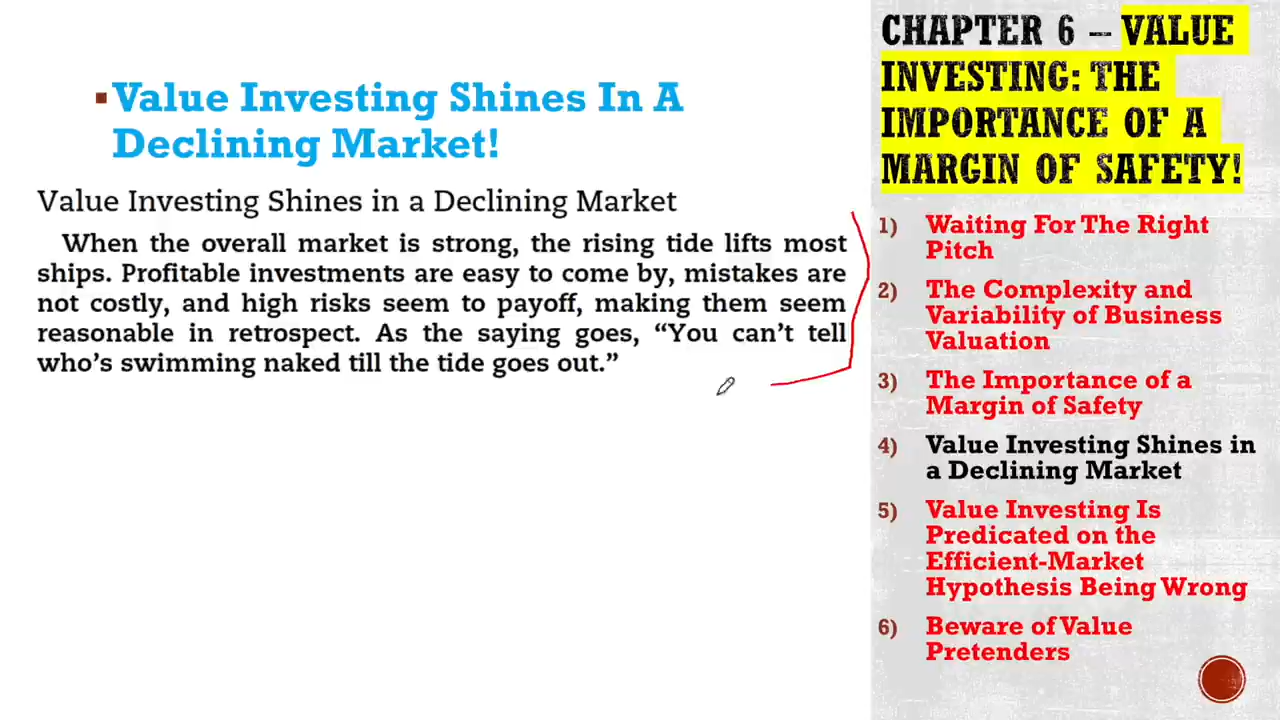 Value Investing Shines In A
Declining Market!
Value Investing Shines in a Declining Market
When the overall market is strong, the rising tide lifts most
ships. Profitable investments are easy to come by, mistakes are
not costly, and high risks seem to payoff, making them seem
reasonable in retrospect. As the saying goes, “You can’t tell
who’s swimming naked till the tide goes out.”
CHAPTER 6 – VALUE
INVESTING: THE
IMPORTANCE OF A
MARGIN OF SAFETY!
1) Waiting For The Right
Pitch
2) The Complexity and
Variability of Business
Valuation
3) The Importance of a
Margin of Safety
4) Value Investing Shines in
a Declining Market
5) Value Investing Is
Predicated on the
Efficient-Market
Hypothesis Being Wrong
6) Beware of Value
Pretenders